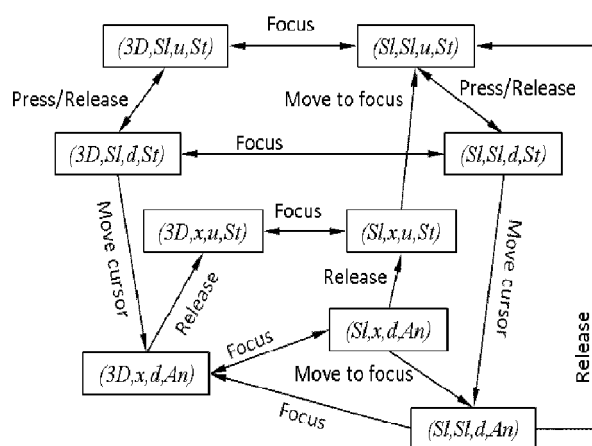 Focus
(3D,Sl,u,St)
(Sl,Sl,u,St)
Press/Release
Move to focus
Press/Release
(3D,Sl,d,St)
Focus
(Sl,Sl,d,St)
Move cursor
(3D,x,u,St)
Focus
(Sl,x,u,St)
Move cursor
Release
Release
(Sl,x,d,An)
Release
Focus
(3D,x,d,An)
Move to focus
Focus
(Sl,Sl,d,An)